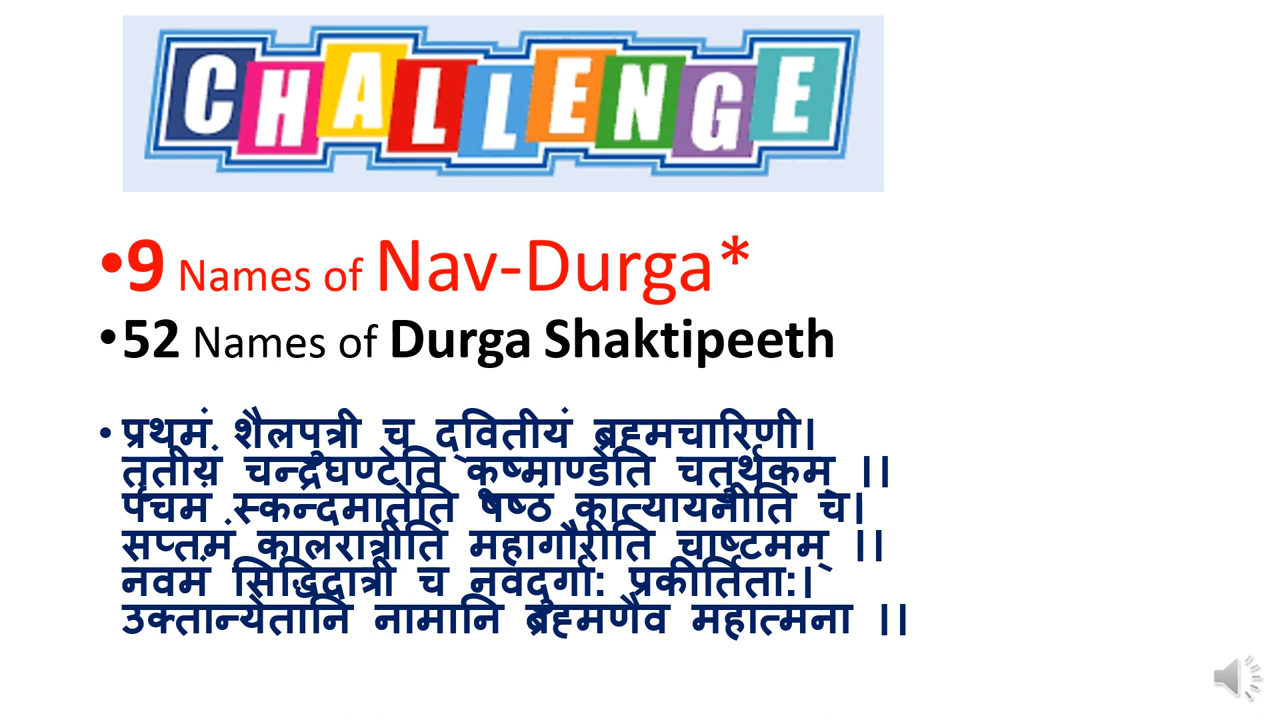 CHALLENGE
•9 Names of Nav-Durga*
•52 Names of Durga Shaktipeeth
• प्रथमं शैलपुत्री च द्वितीयं ब्रह्मचारिणी।
तृतीयं चन्द्रघण्टेति कूष्माण्डेति चतुर्थकम् ।।
पंचमं स्कन्दमातेति षष्ठं कात्यायनीति च।
सप्तमं कालरात्रीति महागौरीति चाष्टमम् ।।
नवमं सिद्धिदात्री च नवदुर्गा: प्रकीर्तिता:।
उक्तान्येतानि नामानि ब्रह्मणैव महात्मना ।।